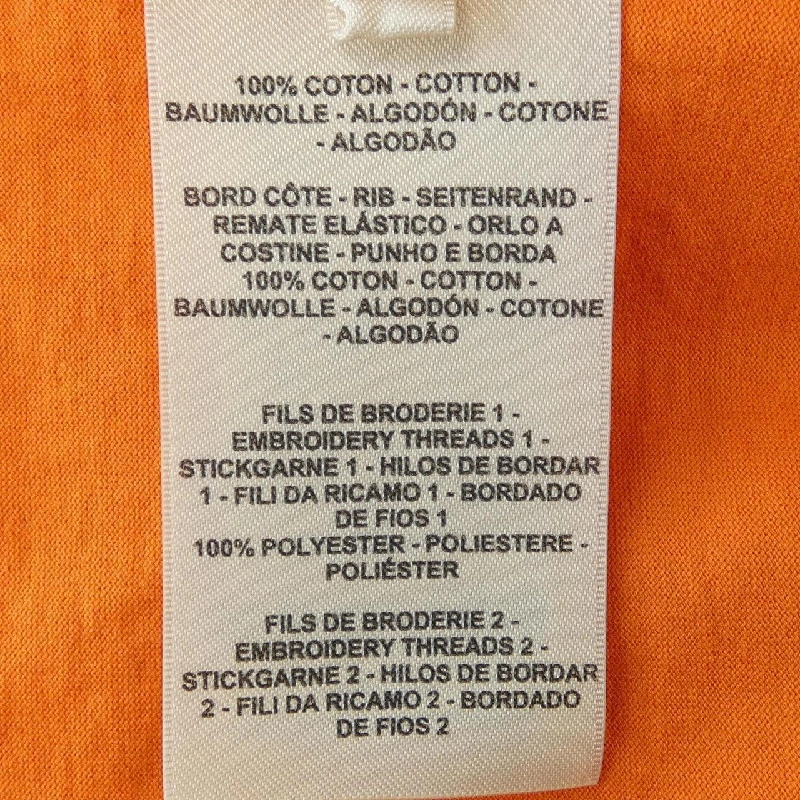 100% COTON - COTTON -
BAUMWOLLE - ALGODÓN - COTONE
- ALGODÃO
BORD CÔTE - RIB - SEITENRAND -
REMATE ELÁSTICO - ORLO A
COSTINE - PUNHO E BORDA
100% COTON - COTTON -
BAUMWOLLE - ALGODÓN - COTONE
- ALGODÃO
FILS DE BRODERIE 1 -
EMBROIDERY THREADS 1 -
STICKGARNE 1 - HILOS DE BORDAR
1 - FILI DA RICAMO 1 - BORDADO
DE FIOS 1
100% POLYESTER - POLIESTERE -
POLIÉSTER
FILS DE BRODERIE 2 -
EMBROIDERY THREADS 2 -
STICKGARNE 2 - HILOS DE BORDAR
2 - FILI DA RICAMO 2 - BORDADO
DE FIOS 2